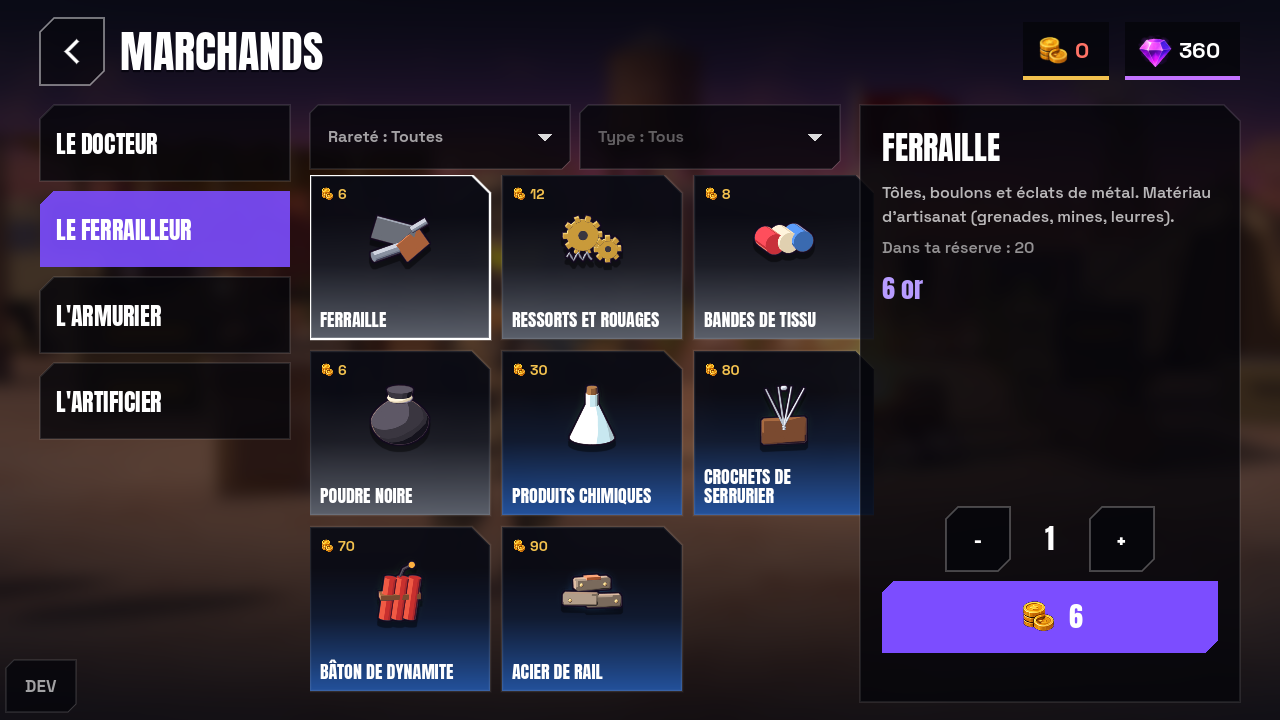 MARCHANDS
0
360
LE DOCTEUR
LE FERRAILLEUR
L'ARMURIER
L'ARTIFICIER
Rareté : Toutes
Type : Tous
6
FERRAILLE
12
RESSORTS ET ROUAGES
8
BANDES DE TISSU
6
POUDRE NOIRE
30
PRODUITS CHIMIQUES
80
CROCHETS DE
SERRURIER
70
BÂTON DE DYNAMITE
90
ACIER DE RAIL
FERRAILLE
Tôles, boulons et éclats de métal. Matériau
d'artisanat (grenades, mines, leurres).
Dans ta réserve : 20
6 or
- 1 +
6
DEV